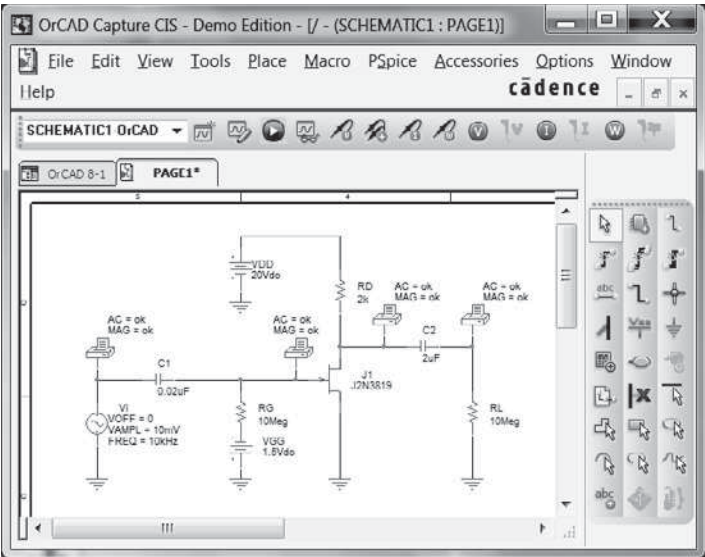 OrCAD Capture CIS - Demo Edition - [/ - (SCHEMATIC1 : PAGE1)]
File Edit View Tools Place Macro PSpice Accessories Options Window
Help
cādence
SCHEMATIC1 OrCAD
OrCAD 8-1
PAGE1*
5
4
VDD
20Vdc
RD
2k
AC = ok
MAG = ok
AC = ok
MAG = ok
AC = ok
MAG = ok
AC = ok
MAG = ok
C1
0.02uF
C2
2uF
J1
J2N3819
Vi
VOFF = 0
VAMPL = 10mV
FREQ = 10kHz
RG
10Meg
VGG
1.5Vdc
RL
10Meg